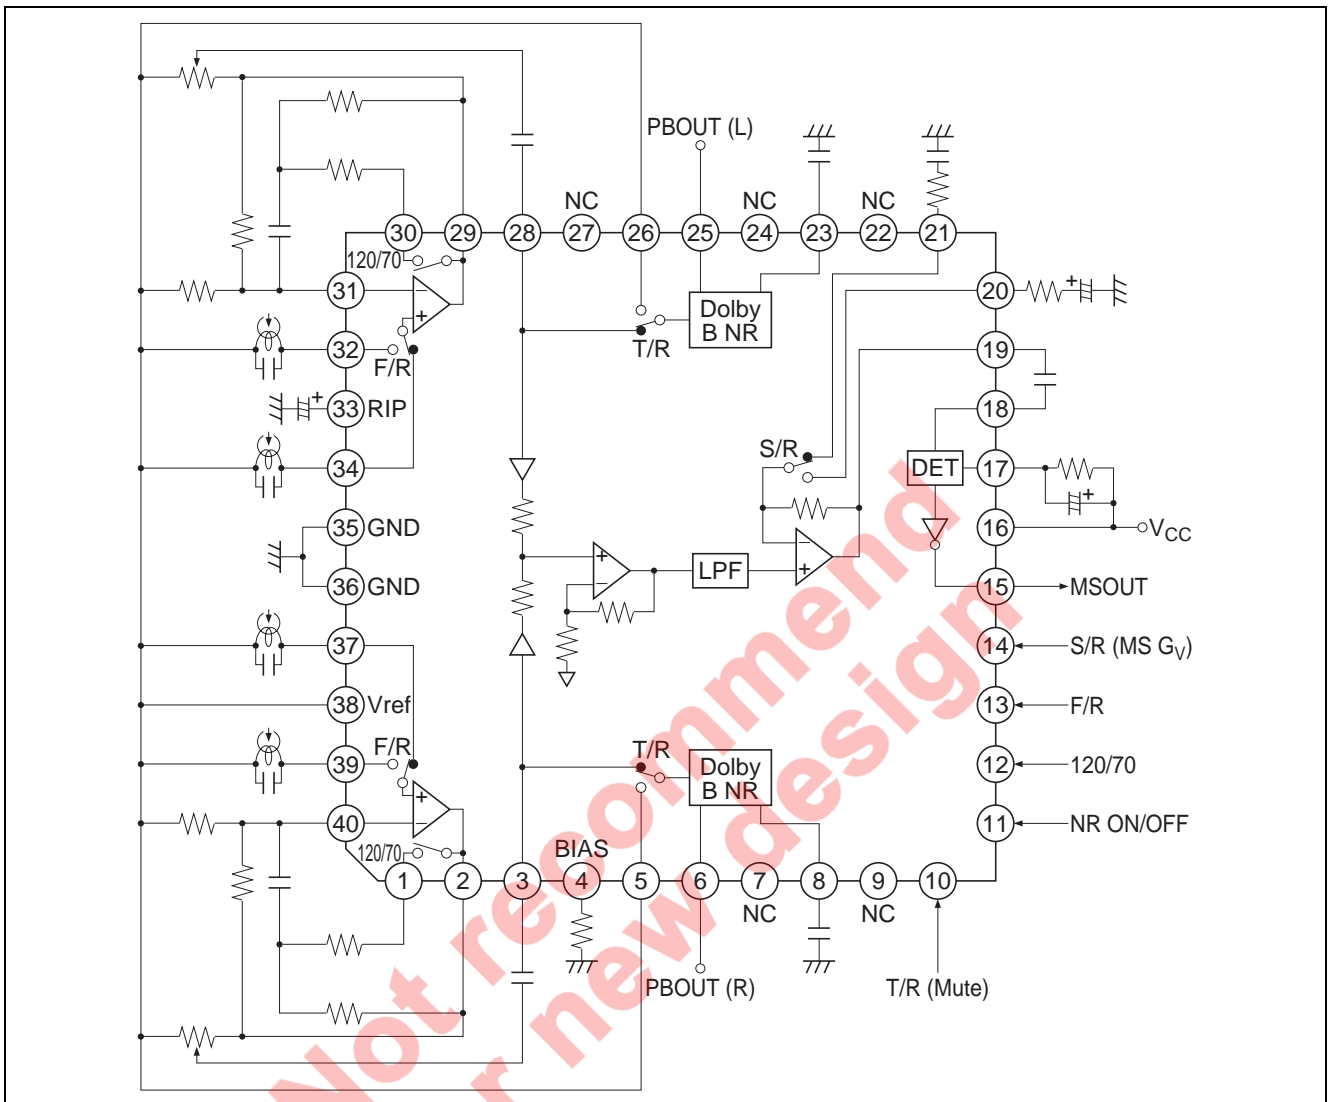 PBOUT (L)
NC
NC
NC
30
29
28
27
26
25
24
23
22
21
120/70
31
20
Dolby
B NR
T/R
32
F/R
19
33
RIP
18
34
S/R
DET
17
35
GND
16
VCC
36
GND
LPF
15
MSOUT
37
14
S/R (MS GV)
38
Vref
13
F/R
39
F/R
T/R
Dolby
B NR
12
120/70
40
11
NR ON/OFF
120/70
BIAS
1
2
3
4
5
6
7
8
9
10
NC
NC
PBOUT (R)
T/R (Mute)
Not recommend
r new design